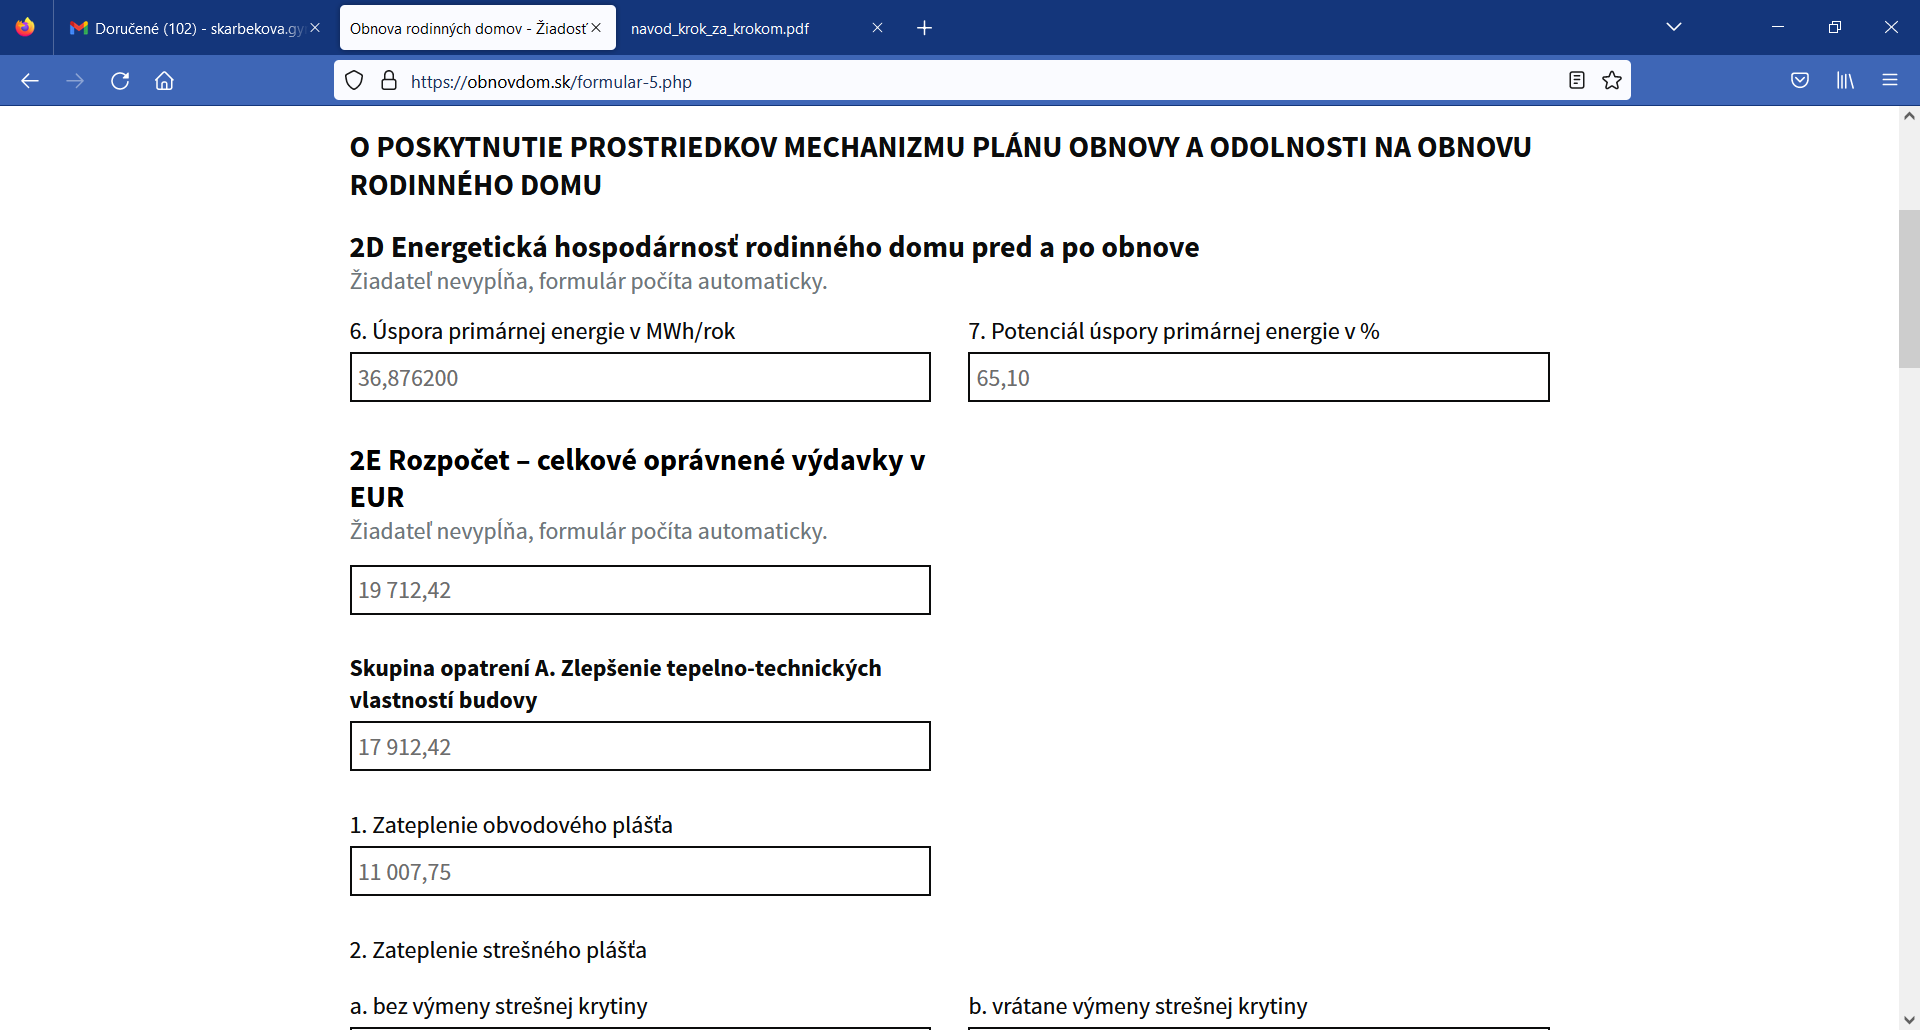 Doručené (102) - skarbekova.gy
Obnova rodinných domov - Žiadosť
navod_krok_za_krokom.pdf
https://obnovdom.sk/formular-5.php
O POSKYTNUTIE PROSTRIEDKOV MECHANIZMU PLÁNU OBNOVY A ODOLNOSTI NA OBNOVU
RODINNÉHO DOMU
2D Energetická hospodárnosť rodinného domu pred a po obnove
Žiadateľ nevypĺňa, formulár počíta automaticky.
6. Úspora primárnej energie v MWh/rok
7. Potenciál úspory primárnej energie v %
36,876200
65,10
2E Rozpočet – celkové oprávnené výdavky v
EUR
Žiadateľ nevypĺňa, formulár počíta automaticky.
19 712,42
Skupina opatrení A. Zlepšenie tepelno-technických
vlastností budovy
17 912,42
1. Zateplenie obvodového plášťa
11 007,75
2. Zateplenie strešného plášťa
a. bez výmeny strešnej krytiny
b. vrátane výmeny strešnej krytiny